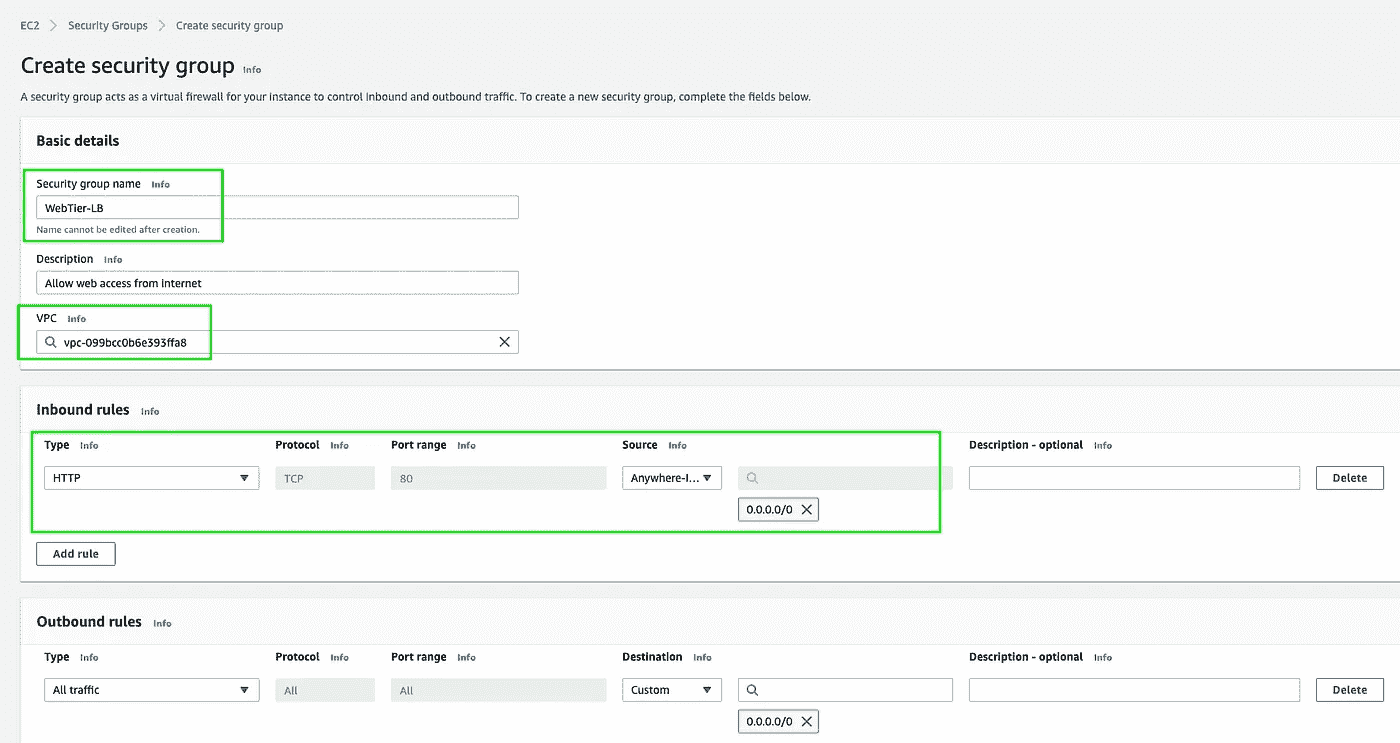 EC2 > Security Groups > Create security group
Create security group Info
A security group acts as a virtual firewall for your instance to control inbound and outbound traffic. To create a new security group, complete the fields below.
Basic details
Security group name Info
WebTier-LB
Name cannot be edited after creation.
Description Info
Allow web access from internet
VPC Info
vpc-099bcc0b6e393ffa8
Inbound rules Info
Type Info Protocol Info Port range Info Source Info Description - optional Info
HTTP TCP 80 Anywhere-I... Delete
0.0.0.0/0
Add rule
Outbound rules Info
Type Info Protocol Info Port range Info Destination Info Description - optional Info
All traffic All All Custom Delete
0.0.0.0/0